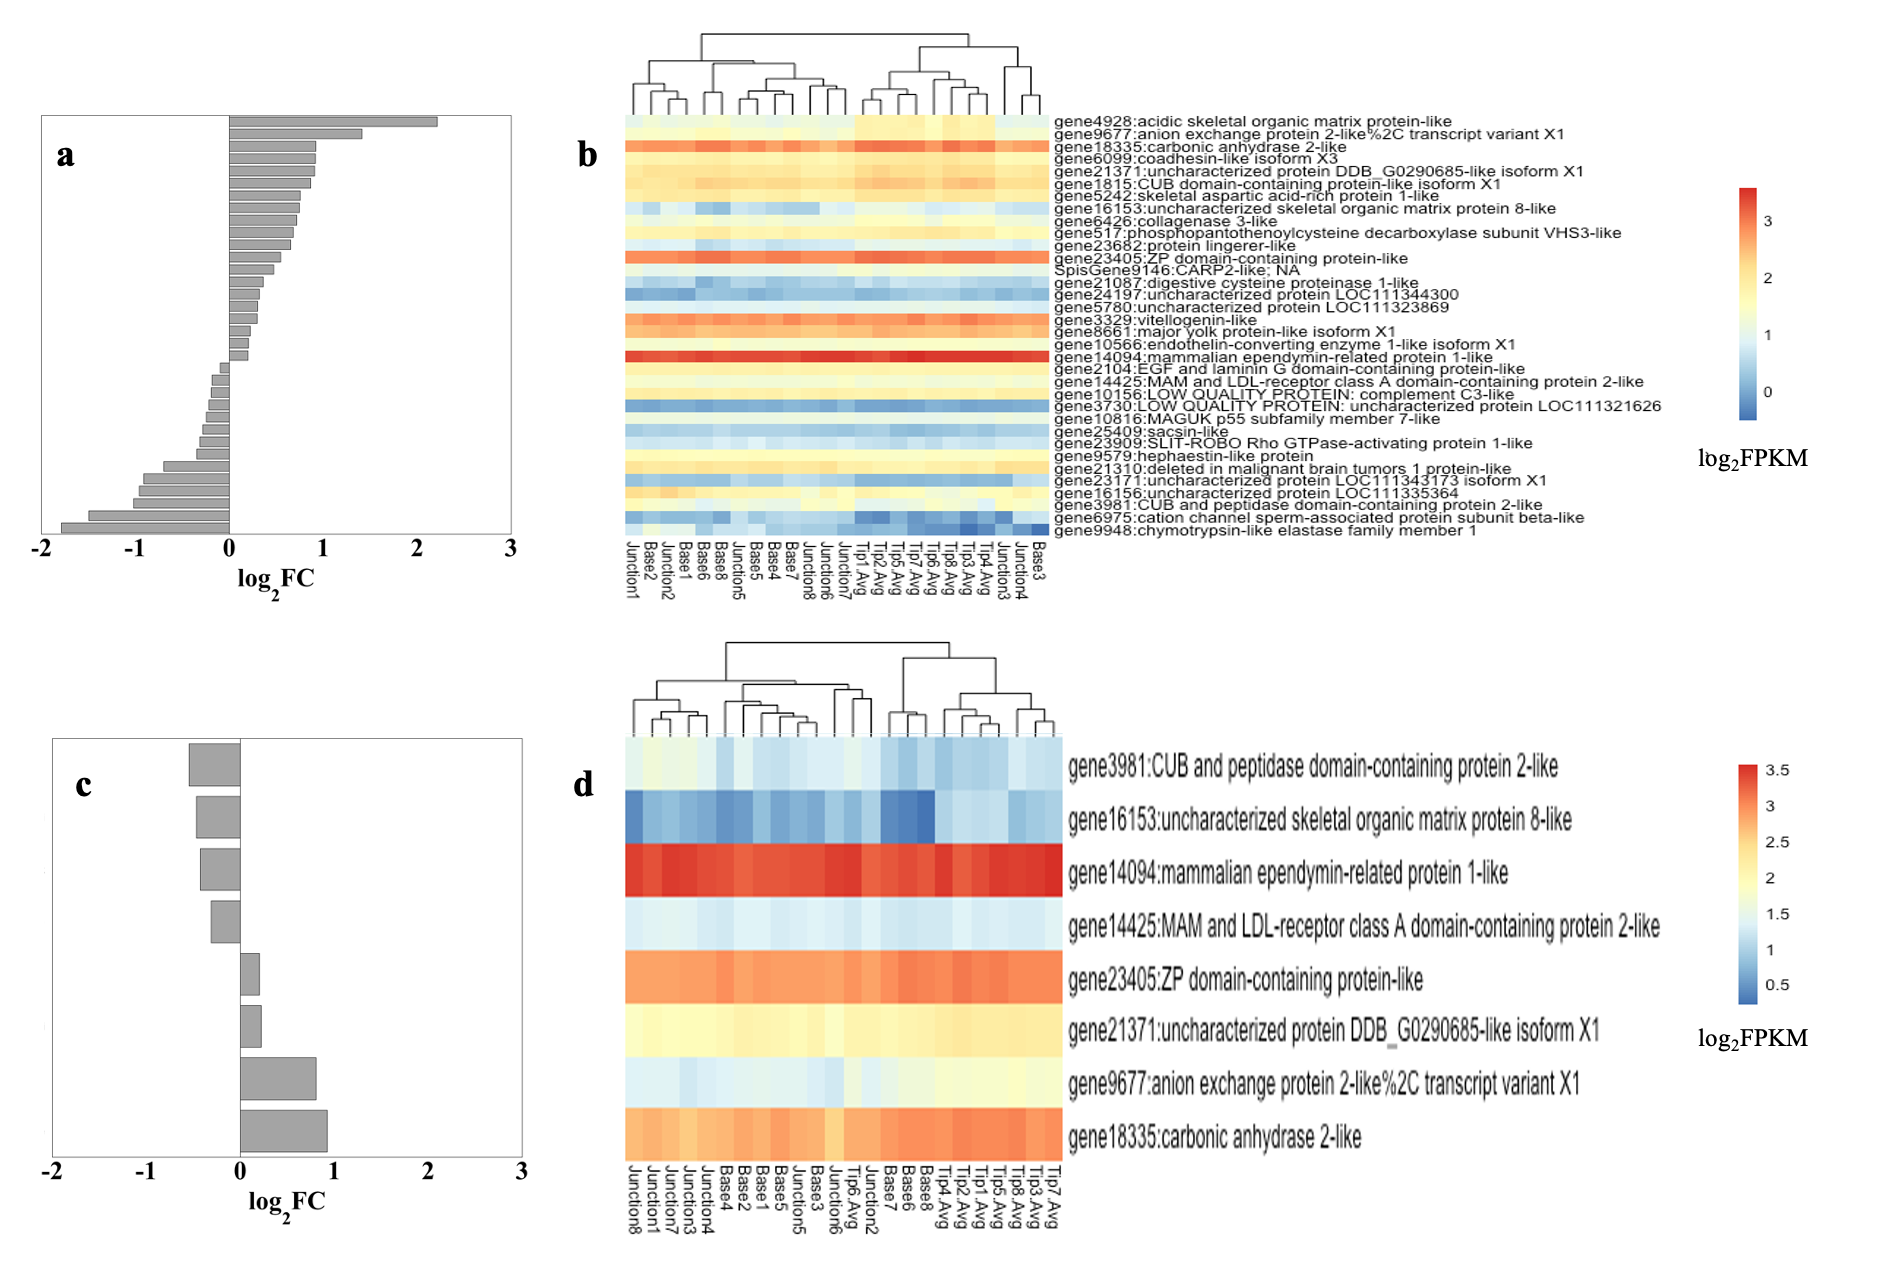 a
-2 -1 0 1 2 3
log2FC
b
gene4928:acidic skeletal organic matrix protein-like
gene9677:anion exchange protein 2-like%2C transcript variant X1
gene18335:carbonic anhydrase 2-like
gene6099:coadhesin-like isoform X3
gene21371:uncharacterized protein DDB_G0290685-like isoform X1
gene1815:CUB domain-containing protein-like isoform X1
gene5242:skeletal aspartic acid-rich protein 1-like
gene16153:uncharacterized skeletal organic matrix protein 8-like
gene6426:collagenase 3-like
gene517:phosphopantothenoylcysteine decarboxylase subunit VHS3-like
gene23682:protein lingerer-like
gene23405:ZP domain-containing protein-like
SpisGene9146:CARP2-like; NA
gene21087:digestive cysteine proteinase 1-like
gene24197:uncharacterized protein LOC111344300
gene5780:uncharacterized protein LOC111323869
gene3329:vitellogenin-like
gene8661:major yolk protein-like isoform X1
gene10566:endothelin-converting enzyme 1-like isoform X1
gene14094:mammalian ependymin-related protein 1-like
gene2104:EGF and laminin G domain-containing protein-like
gene14425:MAM and LDL-receptor class A domain-containing protein 2-like
gene10156:LOW QUALITY PROTEIN: complement C3-like
gene3730:LOW QUALITY PROTEIN: uncharacterized protein LOC111321626
gene10816:MAGUK p55 subfamily member 7-like
gene25409:sacsin-like
gene23909:SLIT-ROBO Rho GTPase-activating protein 1-like
gene9579:hephaestin-like protein
gene21310:deleted in malignant brain tumors 1 protein-like
gene23171:uncharacterized protein LOC111343173 isoform X1
gene16156:uncharacterized protein LOC111335364
gene3981:CUB and peptidase domain-containing protein 2-like
gene6975:cation channel sperm-associated protein subunit beta-like
gene9948:chymotrypsin-like elastase family member 1
Junction1 Base2 Junction2 Base1 Base6 Base8 Junction5 Base5 Base4 Base7 Junction8 Junction6 Junction7 Tip1.Avg Tip2.Avg Tip5.Avg Tip7.Avg Tip6.Avg Tip8.Avg Tip3.Avg Tip4.Avg Junction3 Junction4 Base3
3
2
1
0
log2FPKM
c
-2 -1 0 1 2 3
log2FC
d
gene3981:CUB and peptidase domain-containing protein 2-like
gene16153:uncharacterized skeletal organic matrix protein 8-like
gene14094:mammalian ependymin-related protein 1-like
gene14425:MAM and LDL-receptor class A domain-containing protein 2-like
gene23405:ZP domain-containing protein-like
gene21371:uncharacterized protein DDB_G0290685-like isoform X1
gene9677:anion exchange protein 2-like%2C transcript variant X1
gene18335:carbonic anhydrase 2-like
Junction8 Junction1 Junction7 Junction3 Junction4 Base4 Base2 Base1 Base5 Junction5 Base3 Junction6 Tip6.Avg Junction2 Base7 Base6 Base8 Tip4.Avg Tip2.Avg Tip1.Avg Tip5.Avg Tip8.Avg Tip3.Avg Tip7.Avg
3.5
3
2.5
2
1.5
1
0.5
log2FPKM